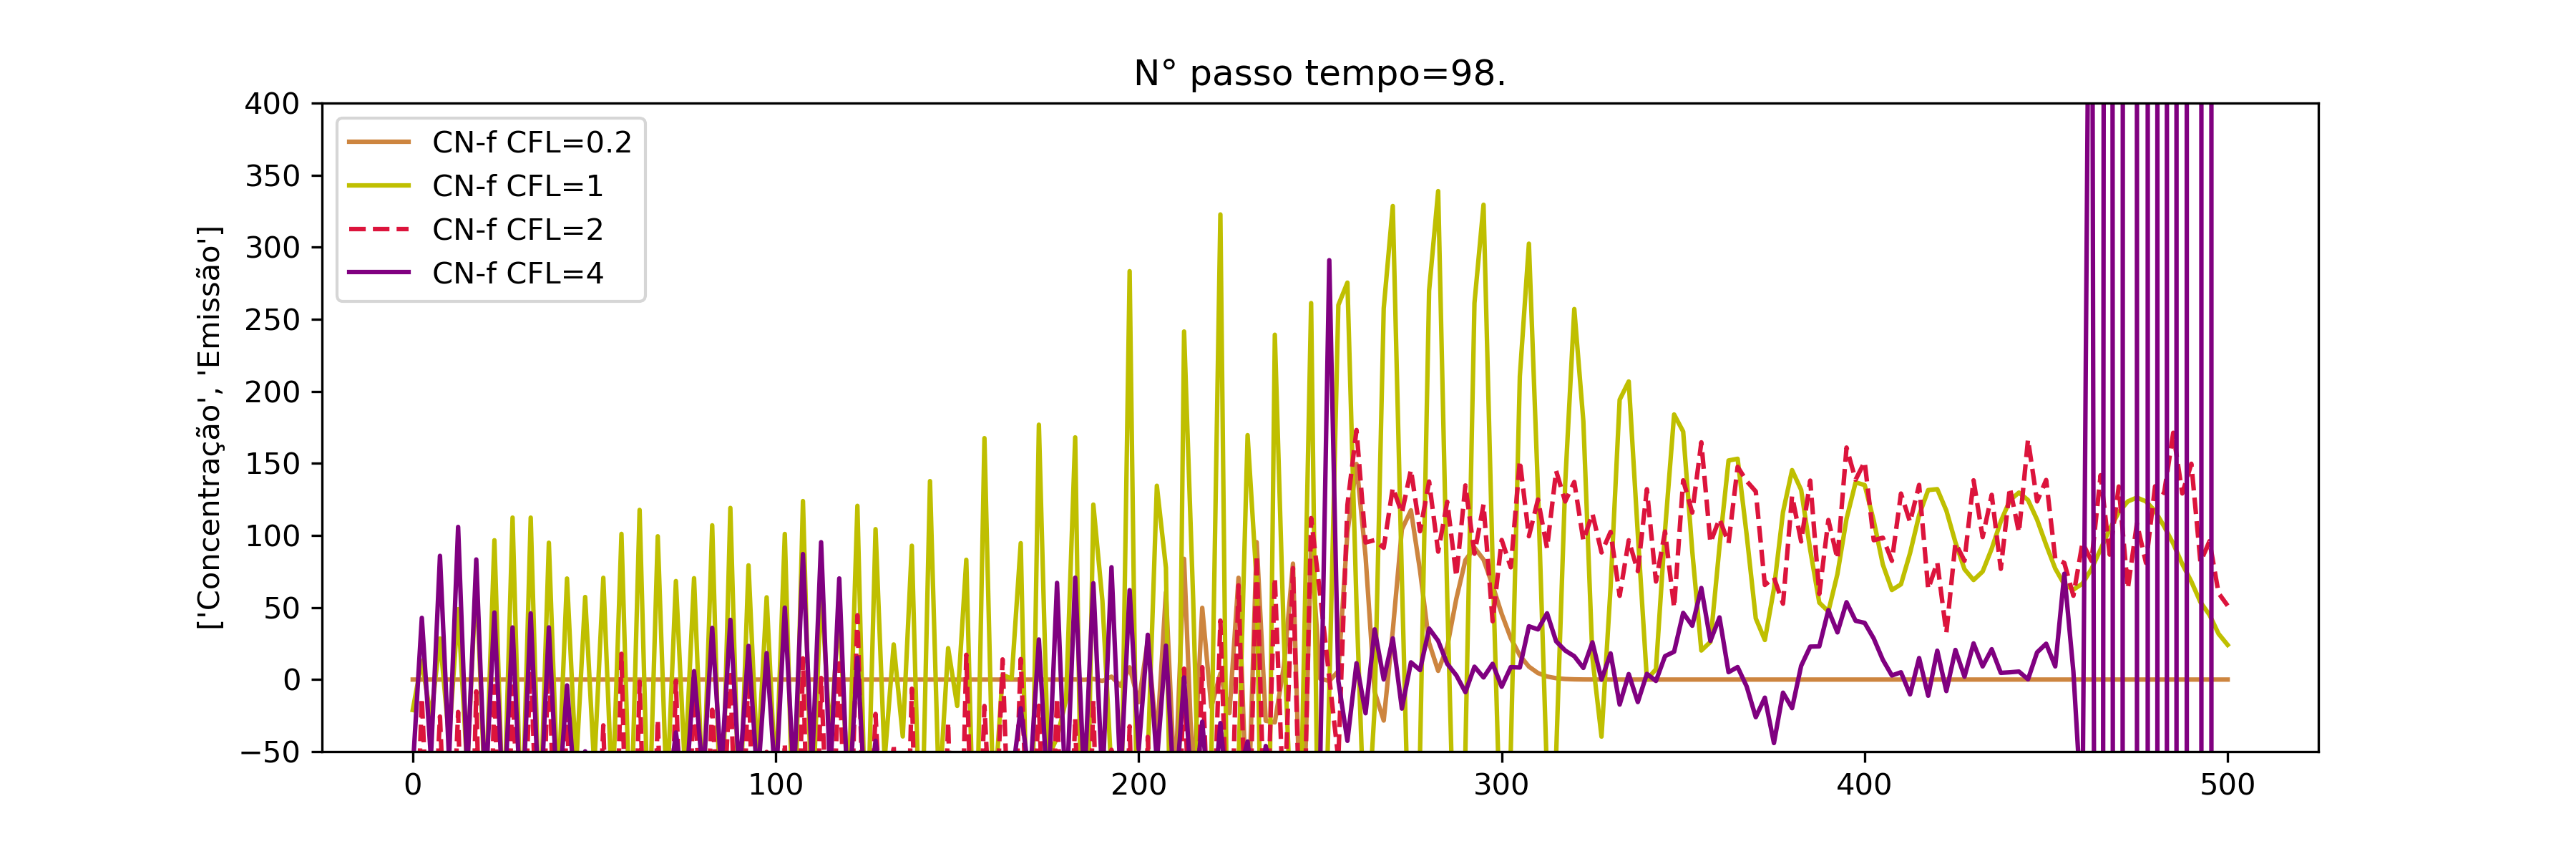 N° passo tempo=98.
['Concentração', 'Emissão']
400
350
300
250
200
150
100
50
0
−50
CN-f CFL=0.2
CN-f CFL=1
CN-f CFL=2
CN-f CFL=4
0 100 200 300 400 500